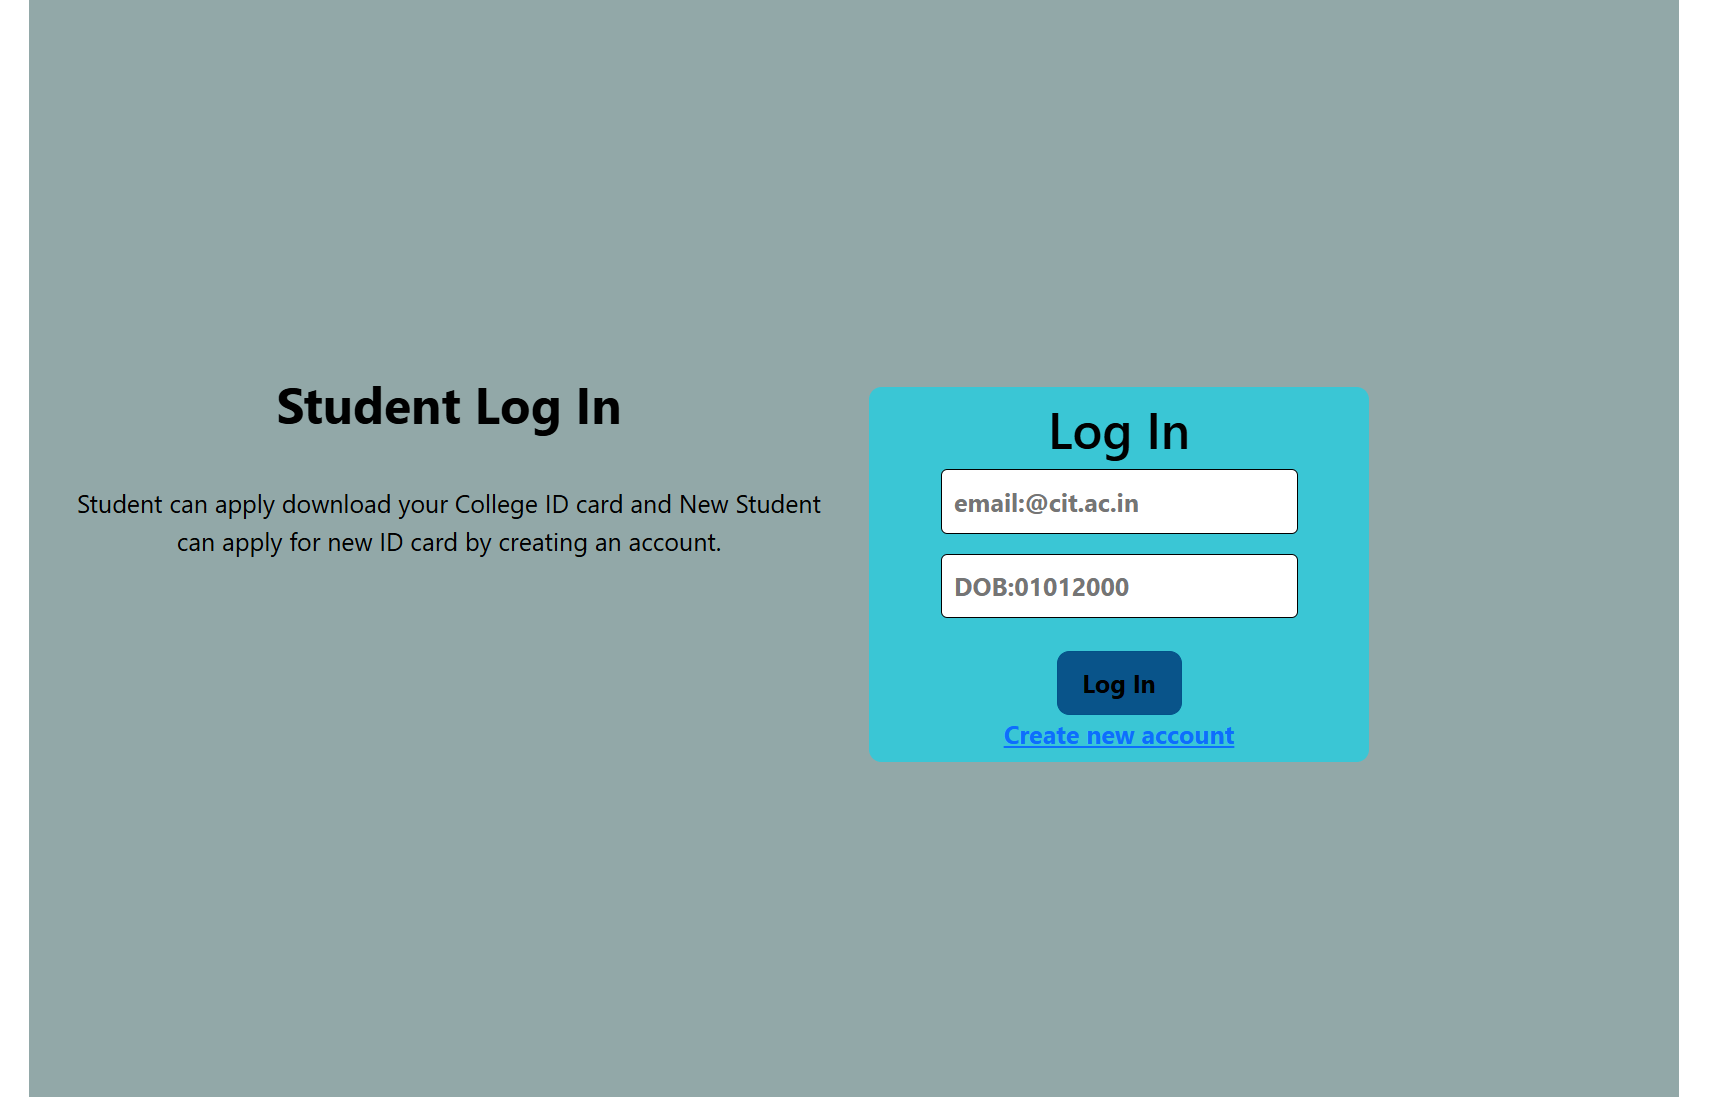 Student Log In
Student can apply download your College ID card and New Student
can apply for new ID card by creating an account.
Log In
email:@cit.ac.in
DOB:01012000
Log In
Create new account